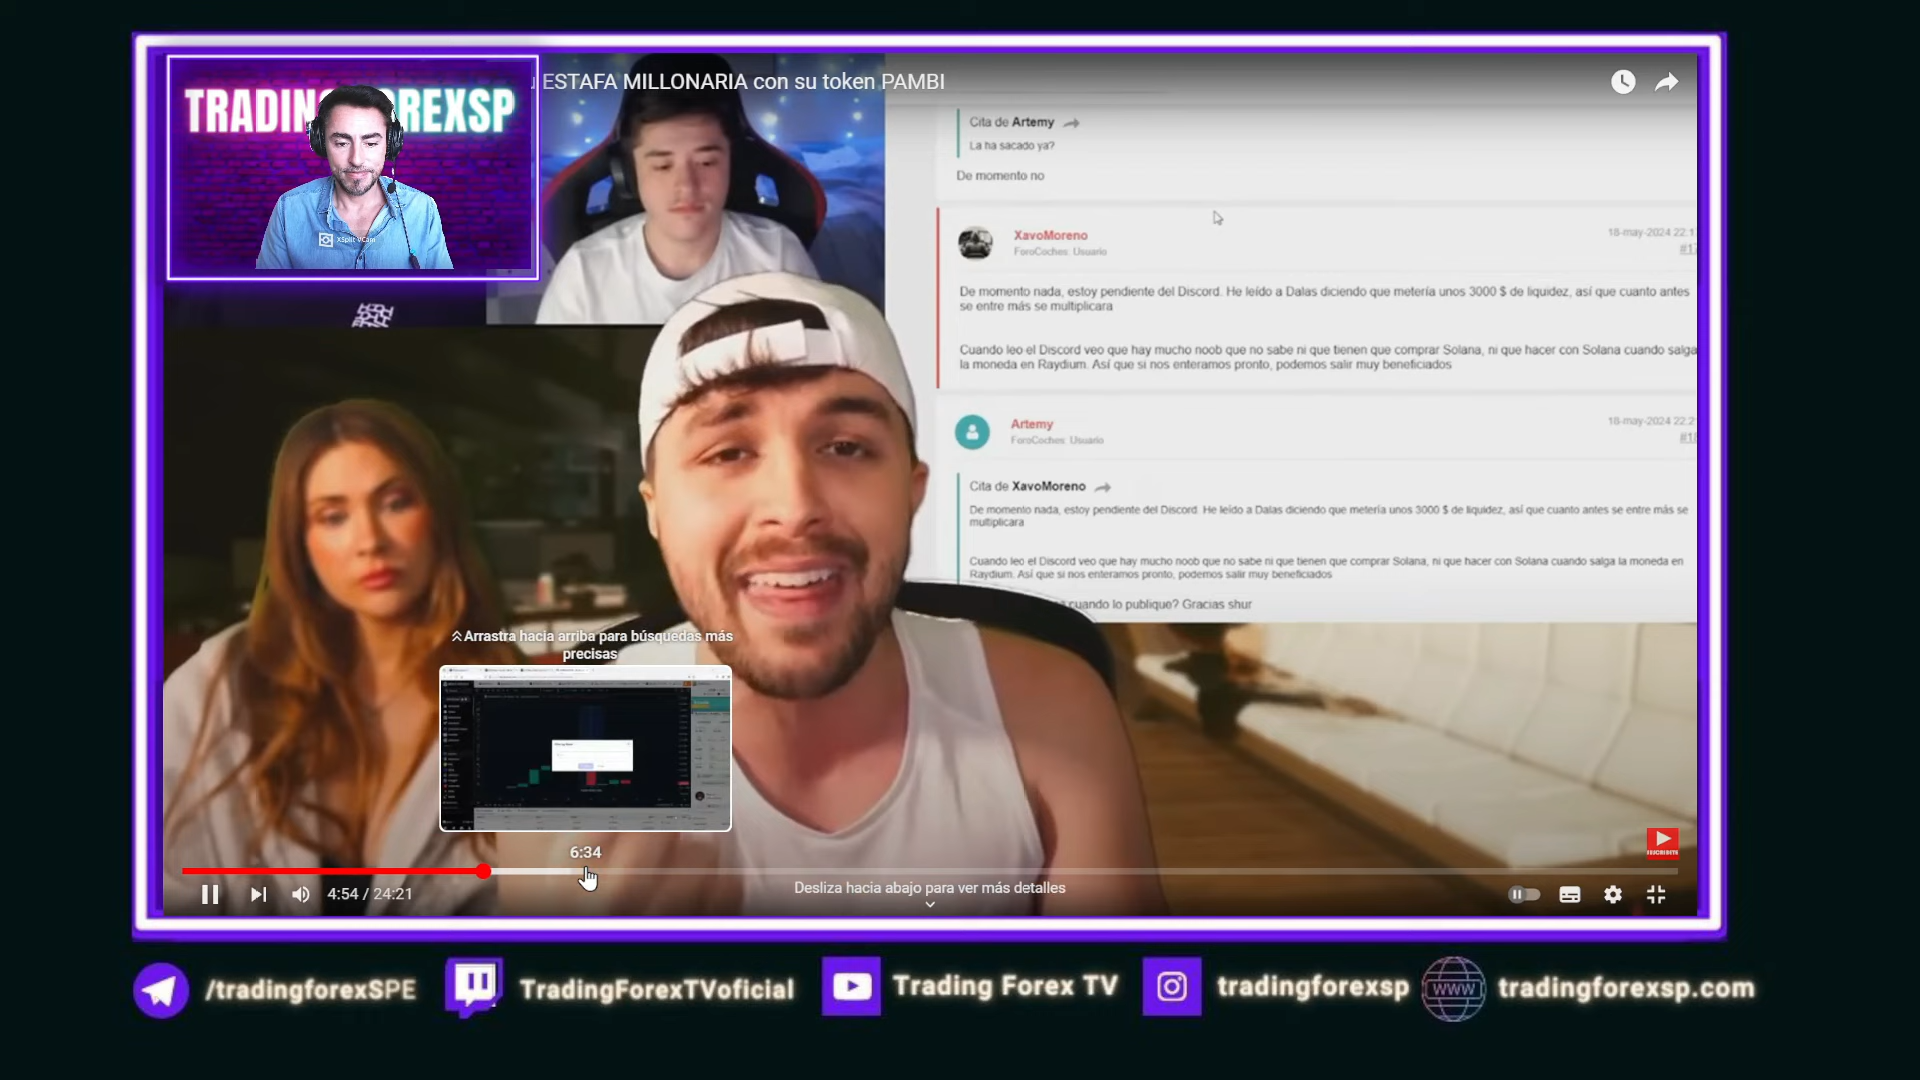 ESTAFA MILLONARIA con su token PAMBI
TRADINGFOREXSP
XSplit VCam
Cita de Artemy
La ha sacado ya?
De momento no
XavoMoreno
ForoCoches: Usuario
18-may-2024 22:1
#1
De momento nada, estoy pendiente del Discord. He leído a Dalas diciendo que metería unos 3000 $ de liquidez, así que cuanto antes
se entre más se multiplicara
Cuando leo el Discord veo que hay mucho noob que no sabe ni que tienen que comprar Solana, ni que hacer con Solana cuando salga
la moneda en Raydium. Así que si nos enteramos pronto, podemos salir muy beneficiados
Artemy
ForoCoches: Usuario
18-may-2024 22:2
#1
Cita de XavoMoreno
De momento nada, estoy pendiente del Discord. He leído a Dalas diciendo que metería unos 3000 $ de liquidez, así que cuanto antes se entre más se
multiplicara
Cuando leo el Discord veo que hay mucho noob que no sabe ni que tienen que comprar Solana, ni que hacer con Solana cuando salga la moneda en
Raydium. Así que si nos enteramos pronto, podemos salir muy beneficiados
cuando lo publique? Gracias shur
Arrastra hacia arriba para búsquedas más
precisas
6:34
SUSCRIBETE
4:54 / 24:21
Desliza hacia abajo para ver más detalles
/tradingforexSPE
TradingForexTVoficial
Trading Forex TV
tradingforexsp
WWW
tradingforexsp.com